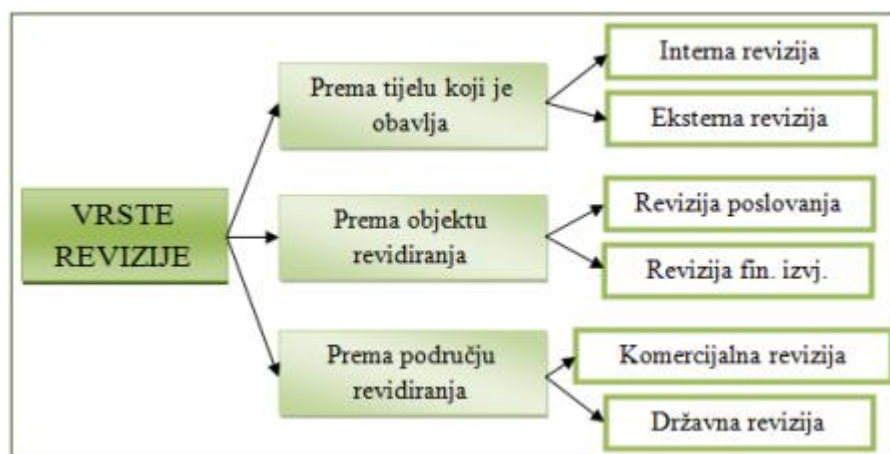 VRSTE
REVIZIJE
Prema tijelu koji je
obavlja
Interna revizija
Eksterna revizija
Prema objektu
revidiranja
Revizija poslovanja
Revizija fin. izvj.
Prema području
revidiranja
Komercijalna revizija
Državna revizija